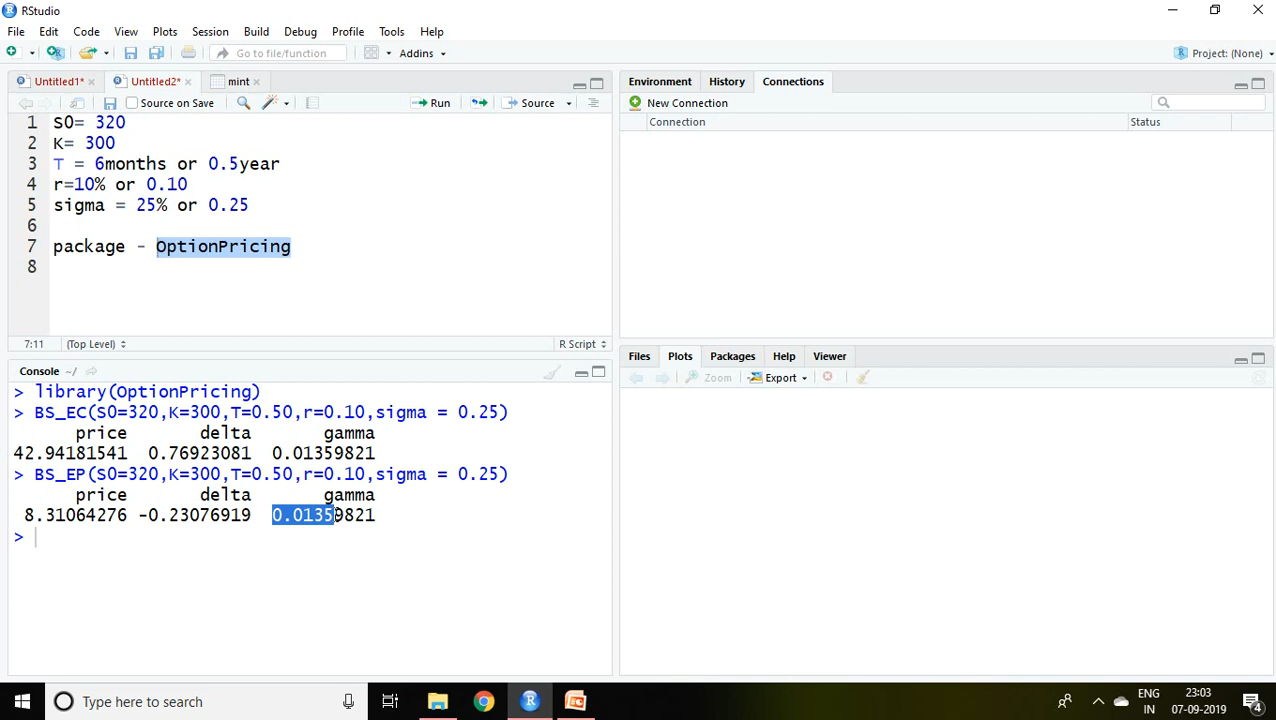 RStudio
File Edit Code View Plots Session Build Debug Profile Tools Help
Go to file/function Addins Project: (None)
Untitled1* Untitled2* mint
Source on Save Run Source
1 S0= 320
2 K= 300
3 T = 6months or 0.5year
4 r=10% or 0.10
5 sigma = 25% or 0.25
6
7 package - OptionPricing
8
7:11 (Top Level) R Script
Console ~/
> library(OptionPricing)
> BS_EC(S0=320,K=300,T=0.50,r=0.10,sigma = 0.25)
price delta gamma
42.94181541 0.76923081 0.01359821
> BS_EP(S0=320,K=300,T=0.50,r=0.10,sigma = 0.25)
price delta gamma
8.31064276 -0.23076919 0.01359821
>
Environment History Connections
New Connection
Connection Status
Files Plots Packages Help Viewer
Zoom Export
Type here to search
ENG
IN
23:03
07-09-2019
4